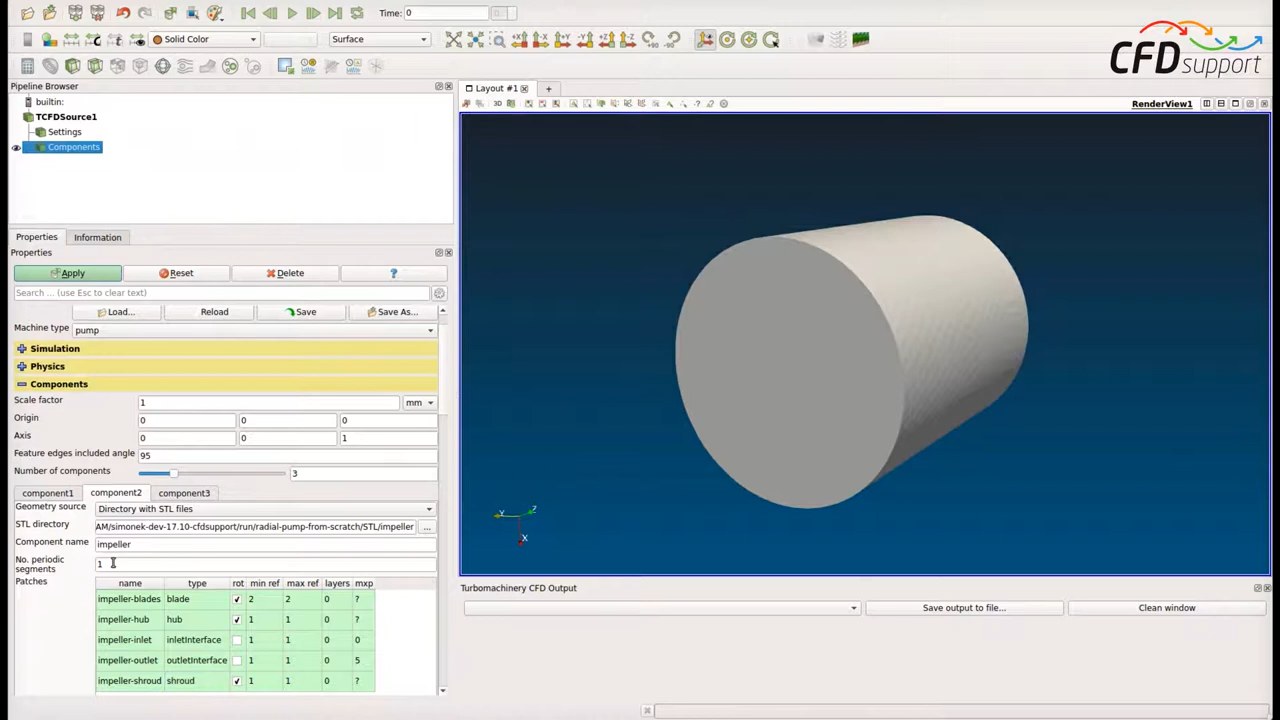 Time: 0
0
Solid Color
Surface
+X -X +Y -Y +Z -Z
CFDsupport
Pipeline Browser
Layout #1
+
builtin:
3D
RenderView1
TCFDSource1
Settings
Components
Properties
Information
Properties
Apply
Reset
Delete
?
Search ... (use Esc to clear text)
Load...
Reload
Save
Save As...
Machine type
pump
Simulation
Physics
Components
Scale factor
1
mm
Origin
0
0
0
Axis
0
0
1
Feature edges included angle
95
Number of components
3
component1
component2
component3
Geometry source
Directory with STL files
STL directory
AM/simonek-dev-17.10-cfdsupport/run/radial-pump-from-scratch/STL/impeller
...
Component name
impeller
No. periodic segments
1
Patches
name type rot min ref max ref layers mxp
impeller-blades blade 2 2 0 ?
impeller-hub hub 1 1 0 ?
impeller-inlet inletInterface 1 1 0 0
impeller-outlet outletInterface 1 1 0 5
impeller-shroud shroud 1 1 0 ?
Y
Z
X
Turbomachinery CFD Output
Save output to file...
Clean window